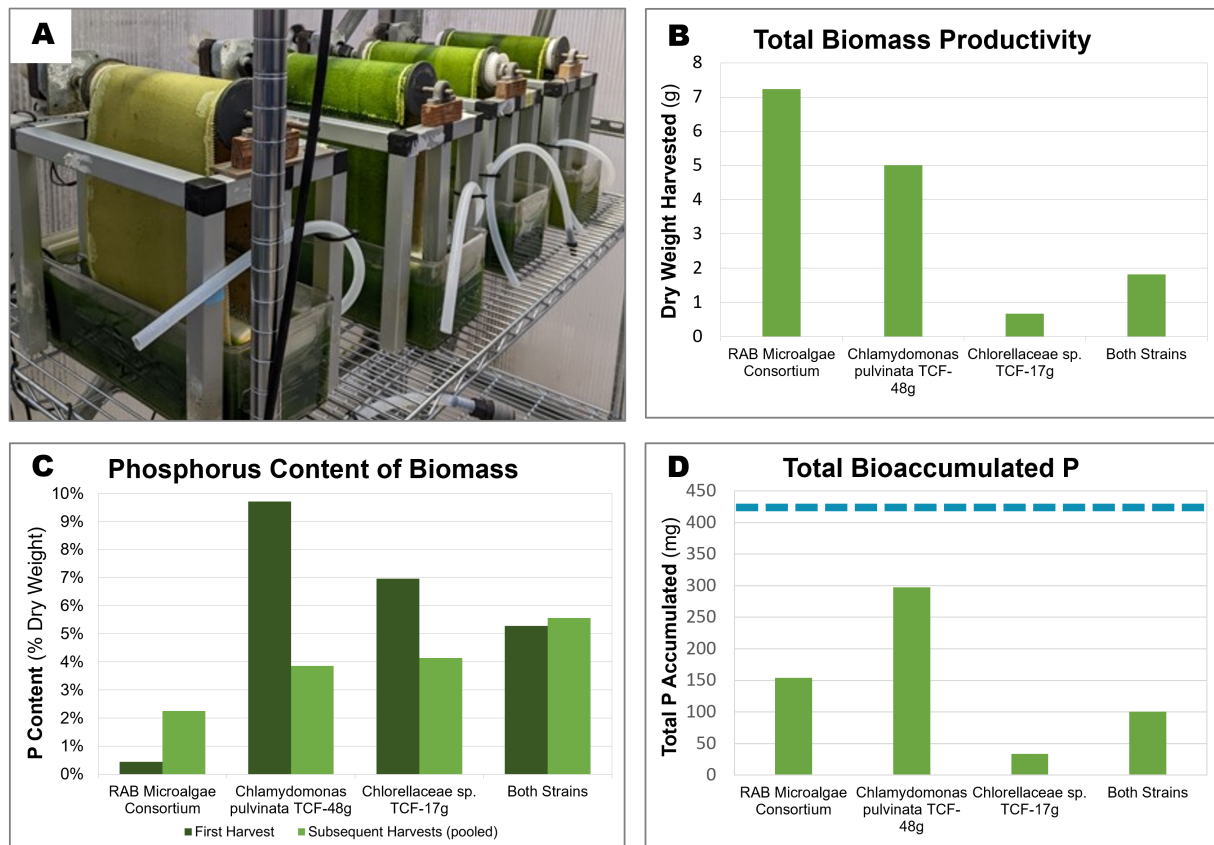 A
B
Total Biomass Productivity
Dry Weight Harvested (g)
8
7
6
5
4
3
2
1
0
RAB Microalgae
Consortium
Chlamydomonas
pulvinata TCF-
48g
Chlorellaceae sp.
TCF-17g
Both Strains
C
Phosphorus Content of Biomass
P Content (% Dry Weight)
10%
9%
8%
7%
6%
5%
4%
3%
2%
1%
0%
RAB Microalgae
Consortium
Chlamydomonas
pulvinata TCF-48g
Chlorellaceae sp.
TCF-17g
Both Strains
First Harvest
Subsequent Harvests (pooled)
D
Total Bioaccumulated P
Total P Accumulated (mg)
450
400
350
300
250
200
150
100
50
0
RAB Microalgae
Consortium
Chlamydomonas
pulvinata TCF-
48g
Chlorellaceae sp.
TCF-17g
Both Strains